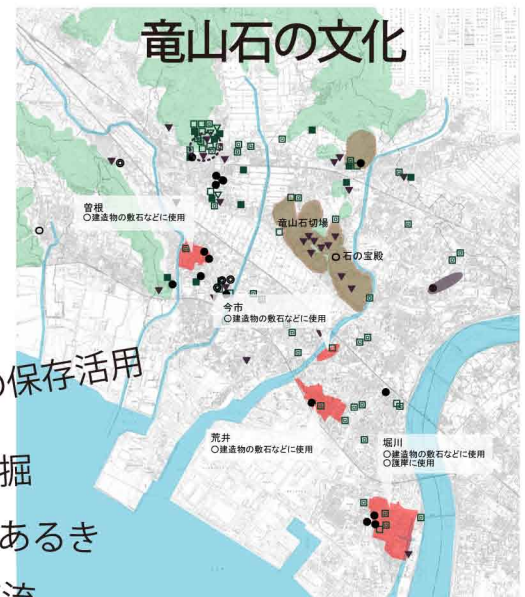 竜山石の文化
曽根
○建造物の敷石などに使用
竜山石切場
石の宝殿
今市
○建造物の敷石などに使用
の保存活用
掘
荒井
○建造物の敷石などに使用
堀川
○建造物の敷石などに使用
○護岸に使用
あるき
流